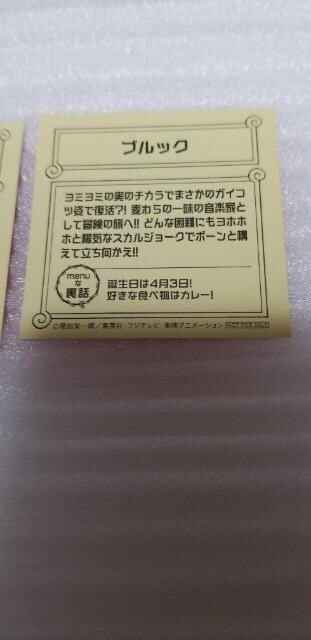 ブルック
ヨミヨミの実のチカラでまさかのガイコ
ツ姿で復活?! 麦わらの一味の音楽家と
して冒険の旅へ!! どんな困難にもヨホホ
ホと陽気なスカルジョークでボーンと構
えて立ち向かえ!!
menu
な
裏話
誕生日は4月3日!
好きな食べ物はカレー!
©尾田栄一郎/集英社・フジテレビ・東映アニメーション NOT FOR SALE